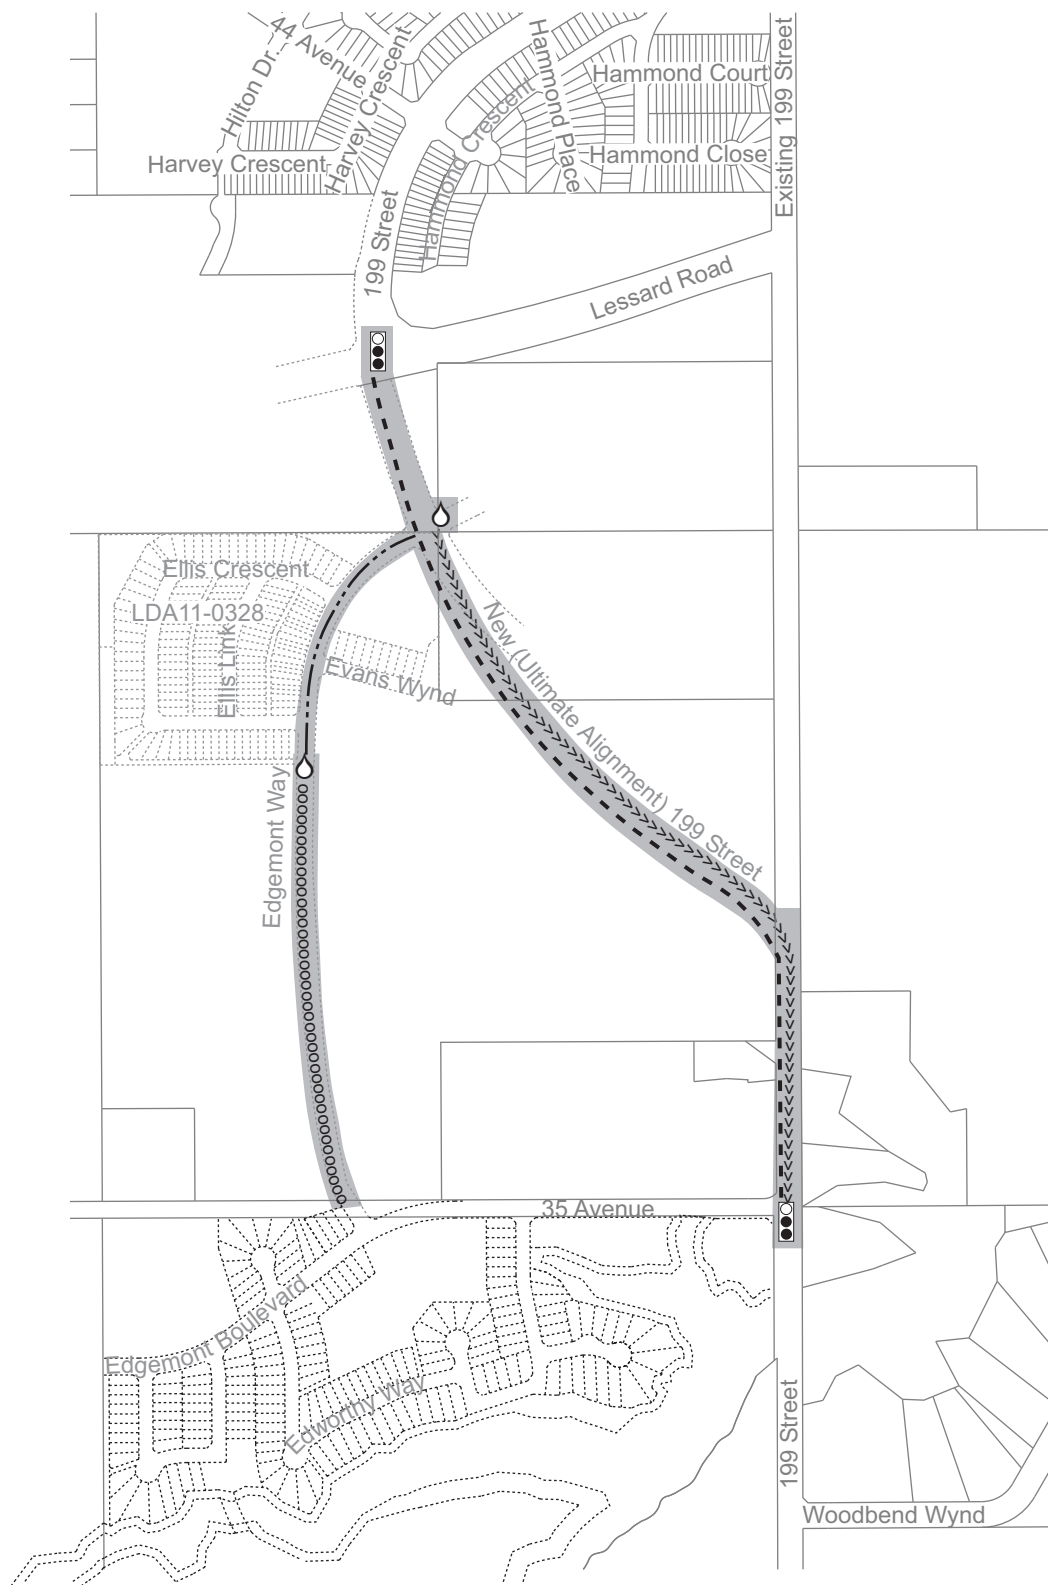 44 Avenue
Hilton Dr.
Harvey Crescent
Harvey Crescent
199 Street
Hammond Crescent
Hammond Crescent
Hammond Place
Hammond Court
Hammond Close
Existing 199 Street
Lessard Road
Ellis Crescent
LDA11-0328
Ellis Link
Evans Wynd
New (Ultimate Alignment) 199 Street
Edgemont Way
35 Avenue
Edgemont Boulevard
Edworthy Way
199 Street
Woodbend Wynd